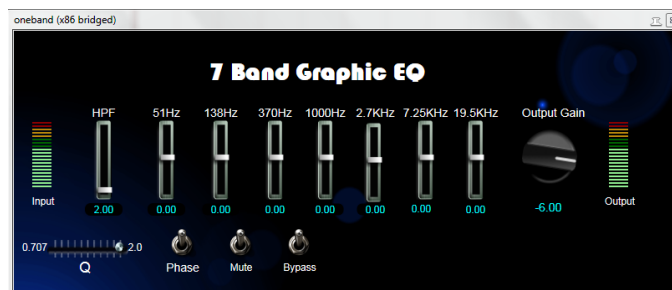 oneband (x86 bridged)
7 Band Graphic EQ
HPF 51Hz 138Hz 370Hz 1000Hz 2.7KHz 7.25KHz 19.5KHz Output Gain
Input 2.00 0.00 0.00 0.00 0.00 0.00 0.00 0.00 -6.00 Output
0.707 2.0
Q Phase Mute Bypass